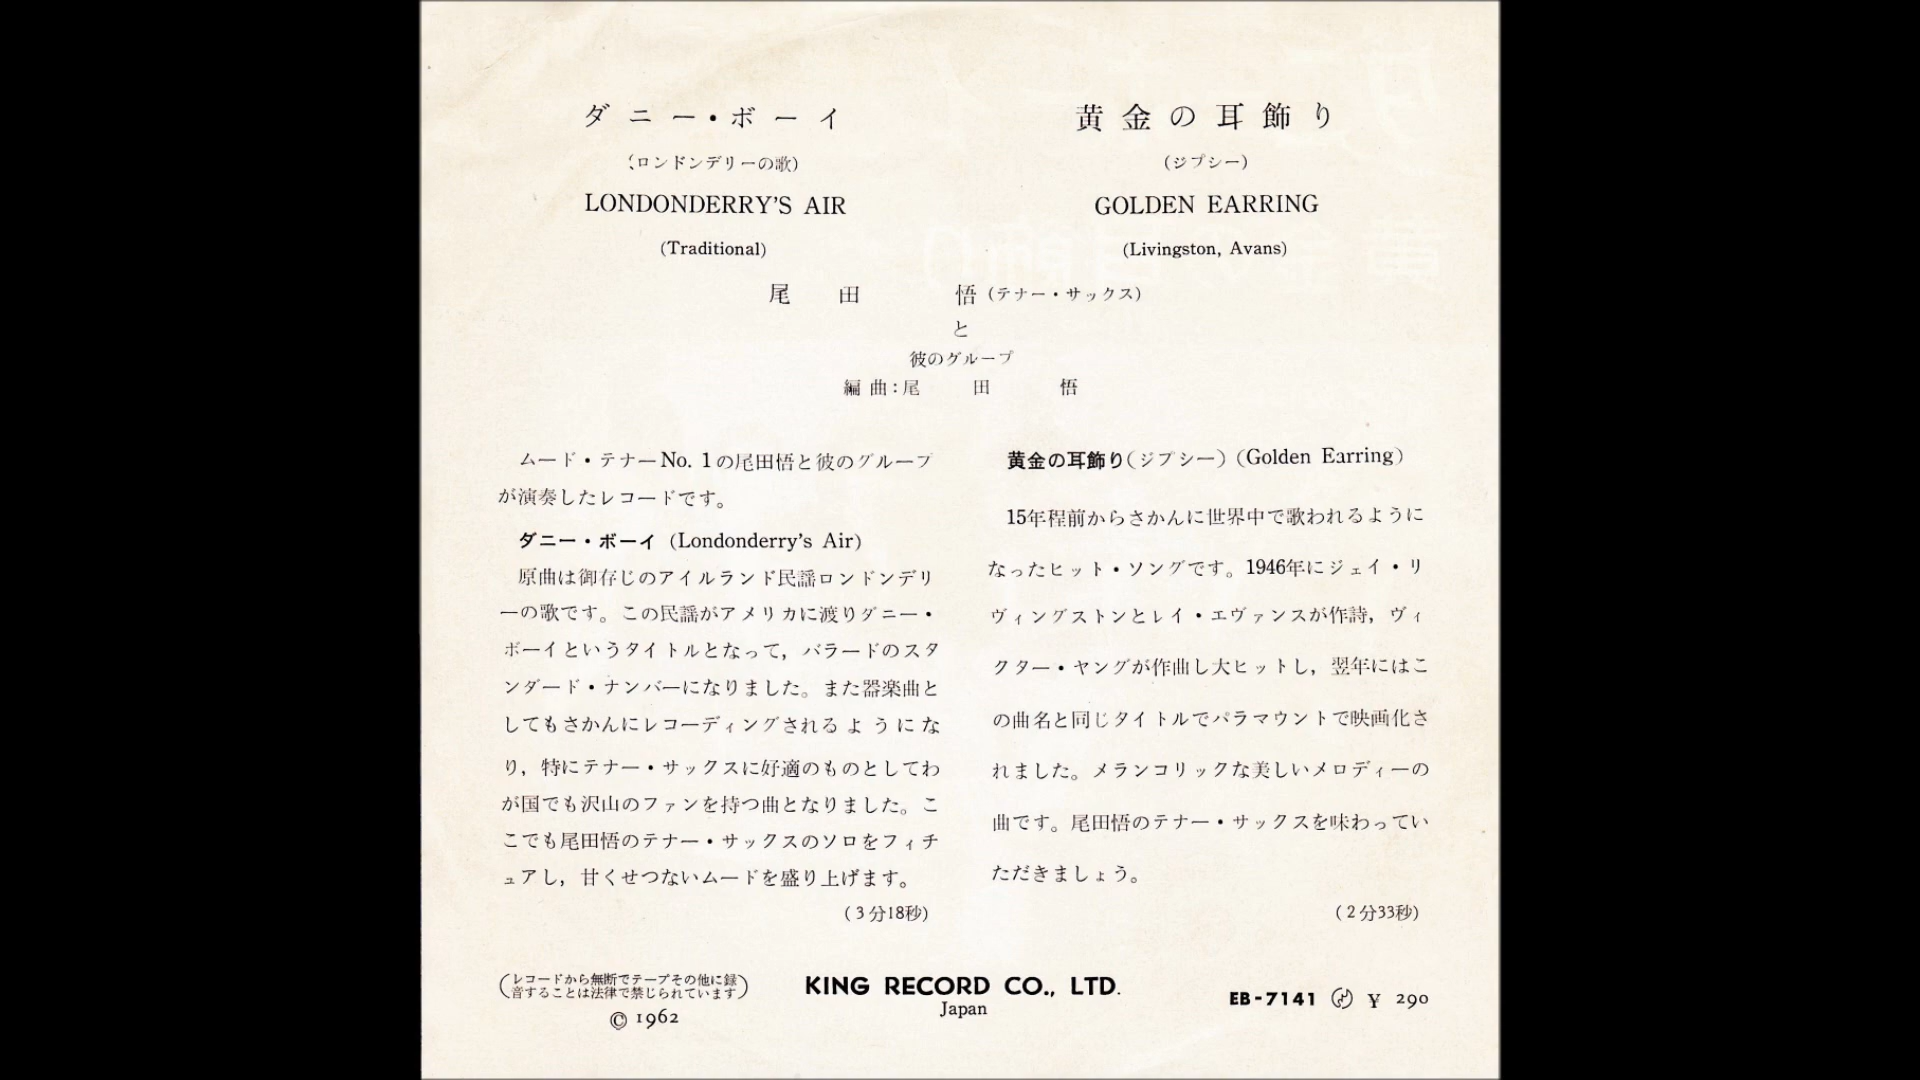 ダニー・ボーイ
(ロンドンデリーの歌)
LONDONDERRY'S AIR
(Traditional)
黄金の耳飾り
(ジプシー)
GOLDEN EARRING
(Livingston, Avans)
尾田悟(テナー・サックス)
と
彼のグループ
編曲:尾田悟
ムード・テナーNo. 1の尾田悟と彼のグループ
が演奏したレコードです。
ダニー・ボーイ (Londonderry's Air)
原曲は御存じのアイルランド民謡ロンドンデリ
ーの歌です。この民謡がアメリカに渡りダニー・
ボーイというタイトルとなって，バラードのスタ
ンダード・ナンバーになりました。また器楽曲と
してもさかんにレコーディングされるようにな
り，特にテナー・サックスに好適のものとしてわ
が国でも沢山のファンを持つ曲となりました。こ
こでも尾田悟のテナー・サックスのソロをフィチ
ュアし，甘くせつないムードを盛り上げます。
(3分18秒)
黄金の耳飾り(ジプシー)(Golden Earring)
15年程前からさかんに世界中で歌われるように
なったヒット・ソングです。1946年にジェイ・リ
ヴィングストンとレイ・エヴァンスが作詩，ヴィ
クター・ヤングが作曲し大ヒットし，翌年にはこ
の曲名と同じタイトルでパラマウントで映画化さ
れました。メランコリックな美しいメロディーの
曲です。尾田悟のテナー・サックスを味わってい
ただきましょう。
(2分33秒)
(レコードから無断でテープその他に録
音することは法律で禁じられています)
© 1962
KING RECORD CO., LTD.
Japan
EB-7141 ¥ 290